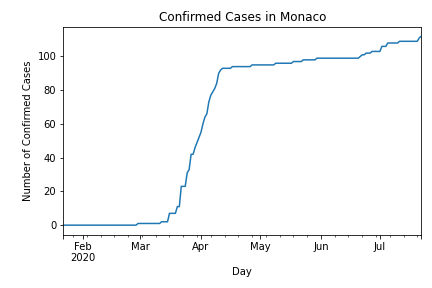 Confirmed Cases in Monaco
Number of Confirmed Cases
100
80
60
40
20
0
Feb Mar Apr May Jun Jul
2020
Day